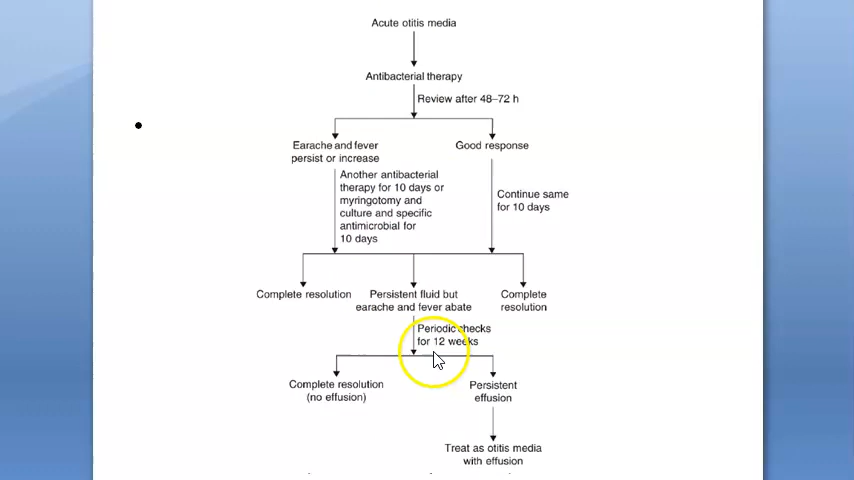 Acute otitis media
Antibacterial therapy
Review after 48–72 h
Earache and fever
persist or increase
Good response
Another antibacterial
therapy for 10 days or
myringotomy and
culture and specific
antimicrobial for
10 days
Continue same
for 10 days
Complete resolution
Persistent fluid but
earache and fever abate
Complete
resolution
Periodic checks
for 12 weeks
Complete resolution
(no effusion)
Persistent
effusion
Treat as otitis media
with effusion